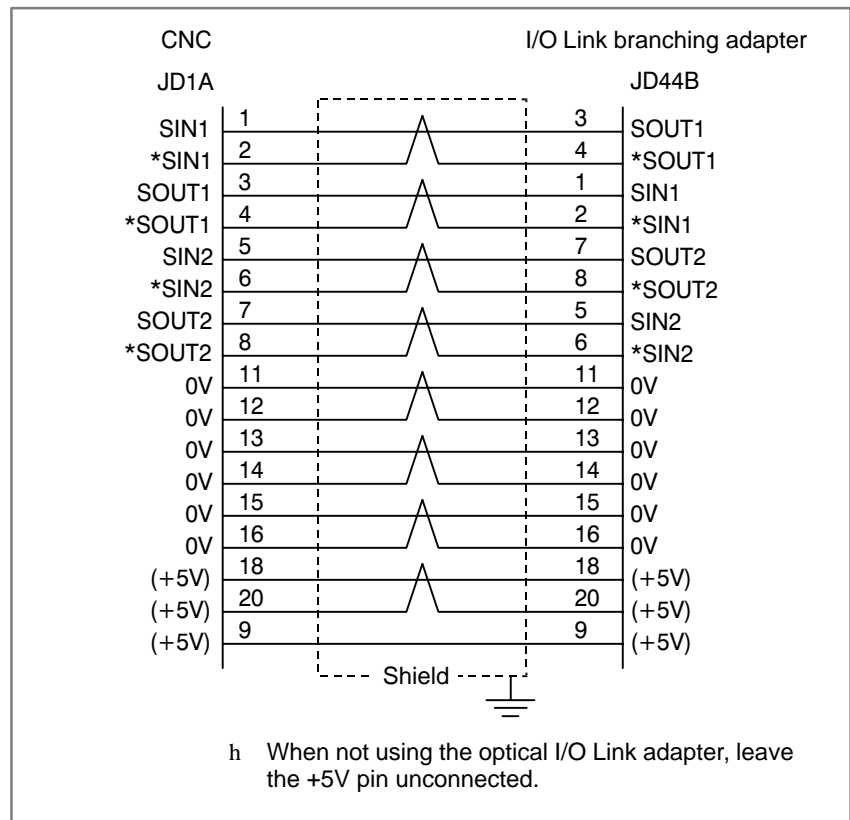 CNC I/O Link branching adapter
JD1A JD44B
SIN1 1 3 SOUT1
*SIN1 2 4 *SOUT1
SOUT1 3 1 SIN1
*SOUT1 4 2 *SIN1
SIN2 5 7 SOUT2
*SIN2 6 8 *SOUT2
SOUT2 7 5 SIN2
*SOUT2 8 6 *SIN2
0V 11 11 0V
0V 12 12 0V
0V 13 13 0V
0V 14 14 0V
0V 15 15 0V
0V 16 16 0V
(+5V) 18 18 (+5V)
(+5V) 20 20 (+5V)
(+5V) 9 9 (+5V)
Shield
h When not using the optical I/O Link adapter, leave
the +5V pin unconnected.